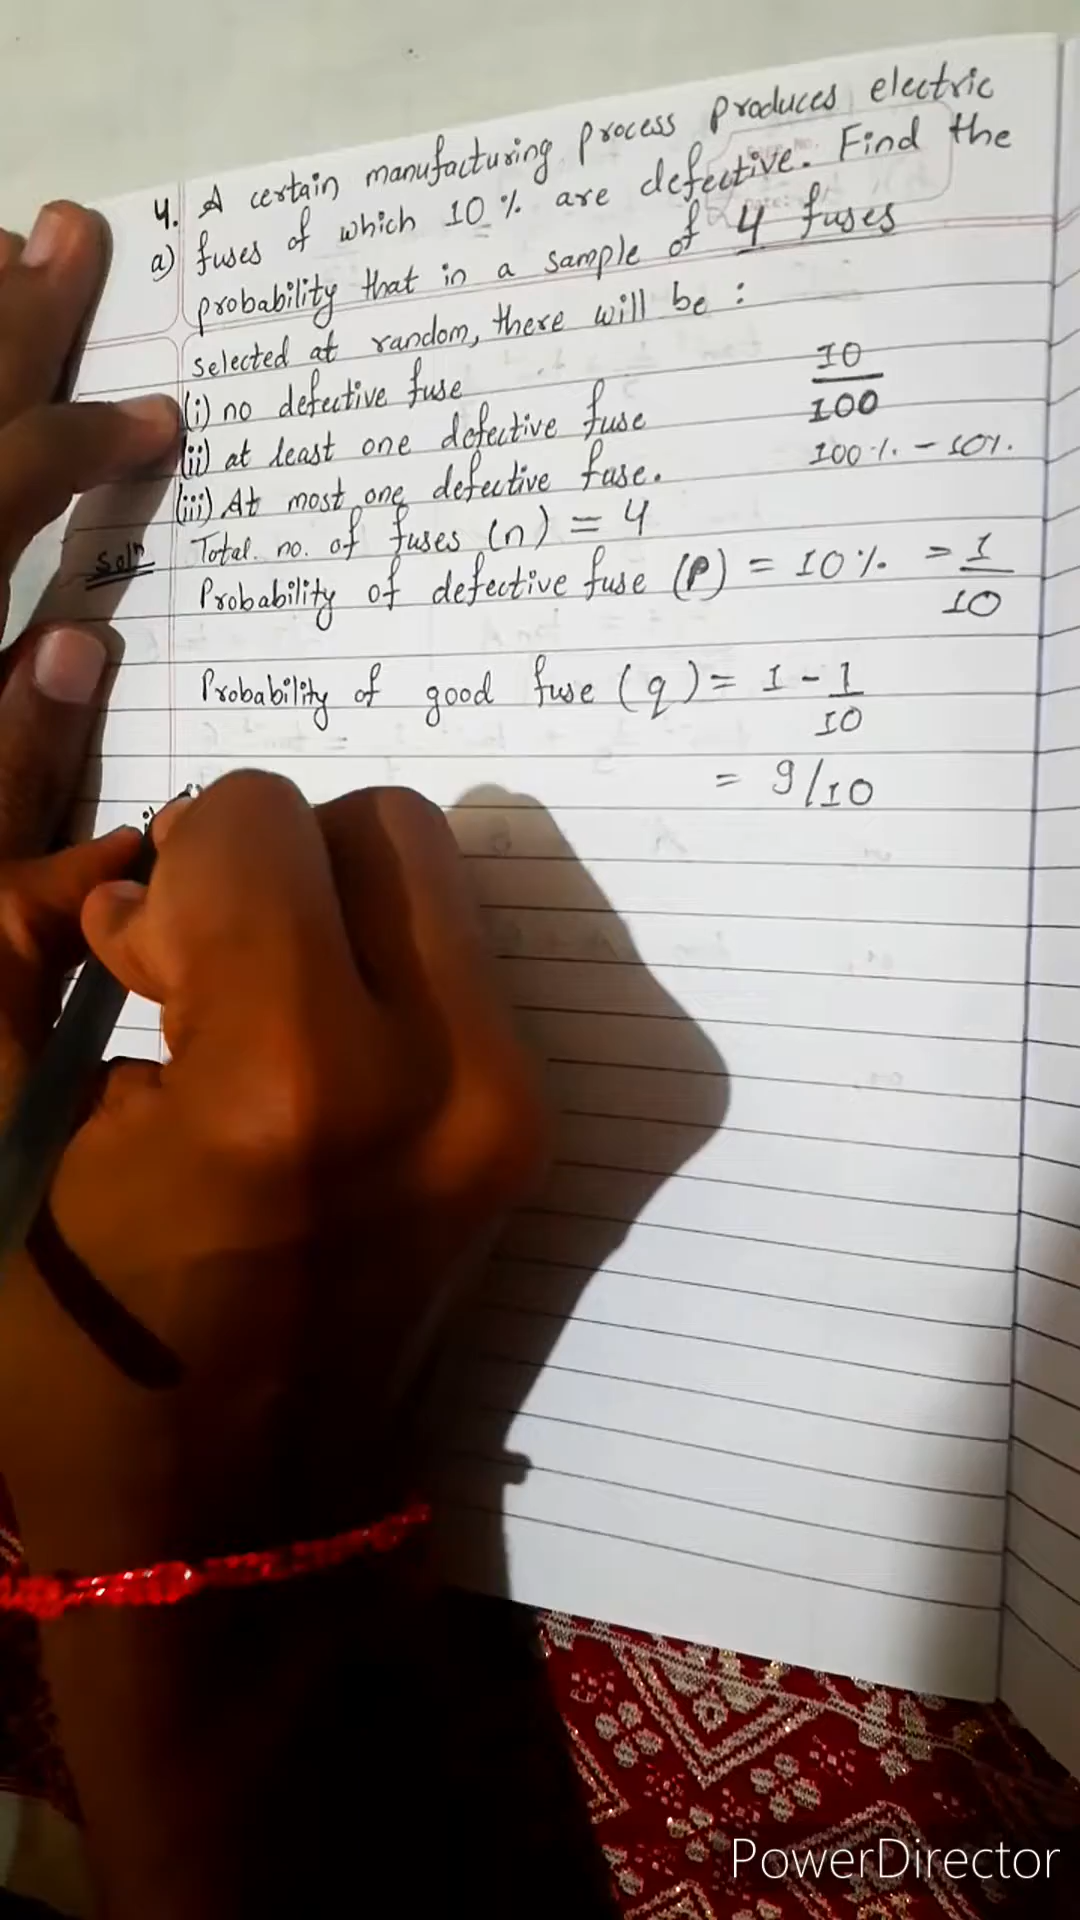 4. A certain manufacturing process produces electric
a) fuses of which 10 % are defective. Find the
probability that in a sample of 4 fuses
selected at random, there will be :
(i) no defective fuse
10/100
(ii) at least one defective fuse
100 % - 10%.
(iii) At most one defective fuse.
Soln Total. no. of fuses (n) = 4
Probability of defective fuse (P) = 10 % = 1/10
Probability of good fuse (q) = 1 - 1/10
= 9/10
PowerDirector